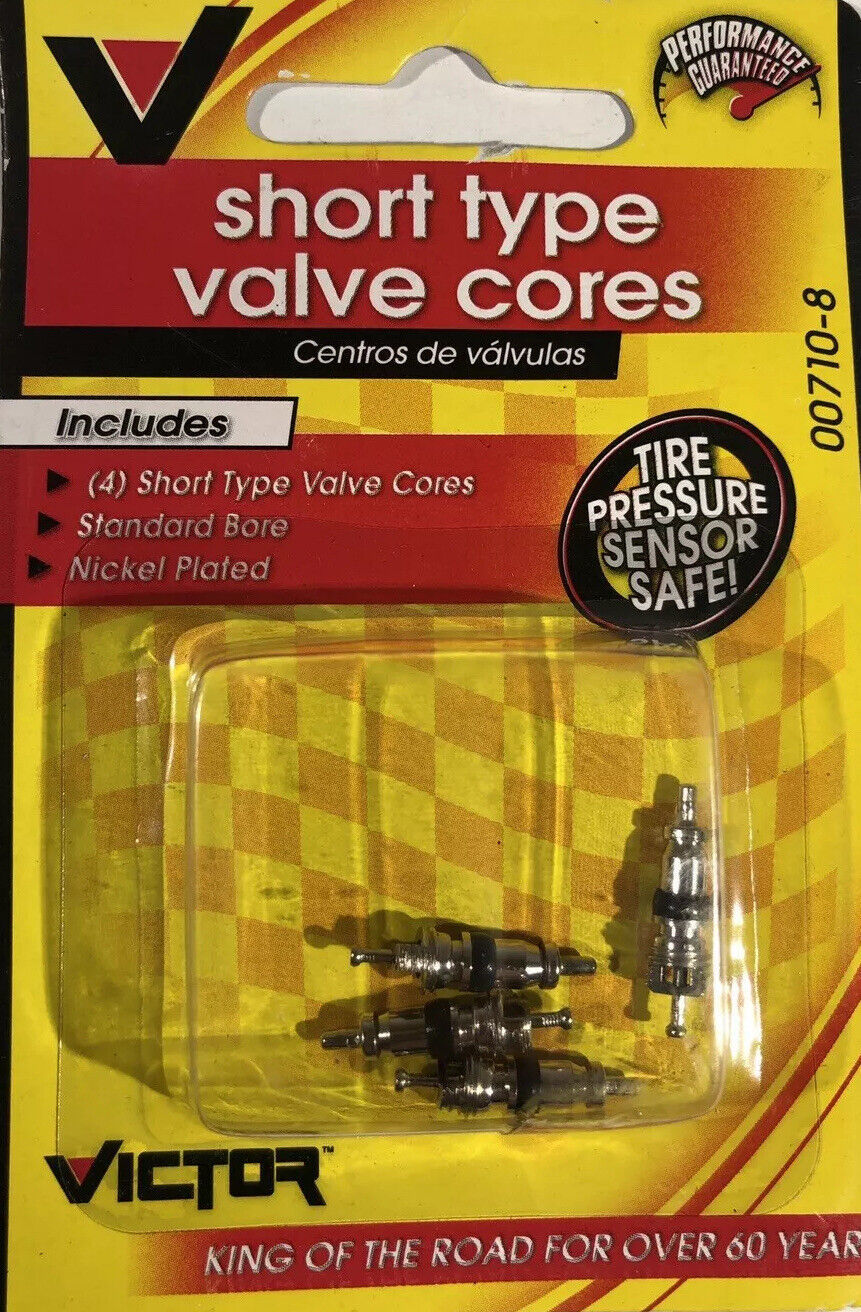 PERFORMANCE
GUARANTEED
short type
valve cores
Centros de válvulas
00710-8
Includes
(4) Short Type Valve Cores
Standard Bore
Nickel Plated
TIRE
PRESSURE
SENSOR
SAFE!
VICTOR™
KING OF THE ROAD FOR OVER 60 YEAR